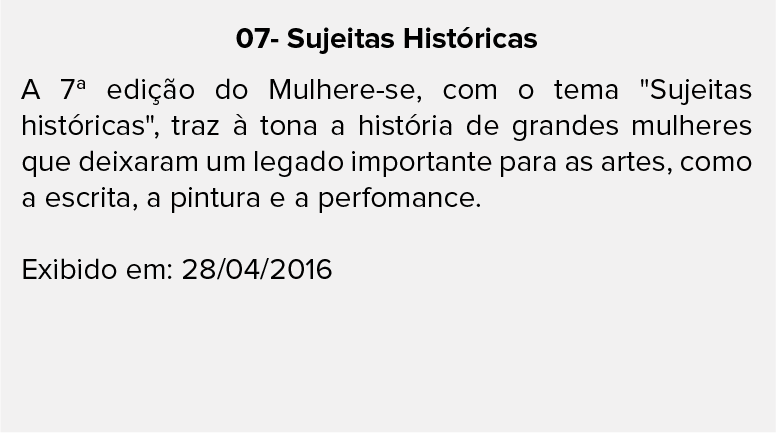 07- Sujeitas Históricas
A 7ª edição do Mulhere-se, com o tema "Sujeitas
históricas", traz à tona a história de grandes mulheres
que deixaram um legado importante para as artes, como
a escrita, a pintura e a perfomance.
Exibido em: 28/04/2016